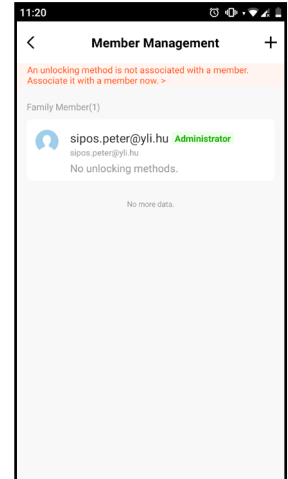 11:20
Member Management
An unlocking method is not associated with a member.
Associate it with a member now. >
Family Member(1)
sipos.peter@yli.hu Administrator
sipos.peter@yli.hu
No unlocking methods.
No more data.